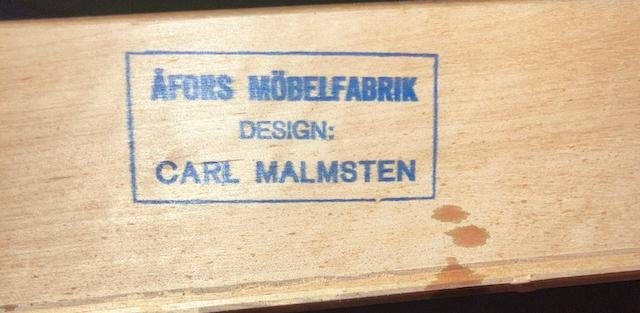 ÅFORS MÖBELFABRIK
DESIGN:
CARL MALMSTEN